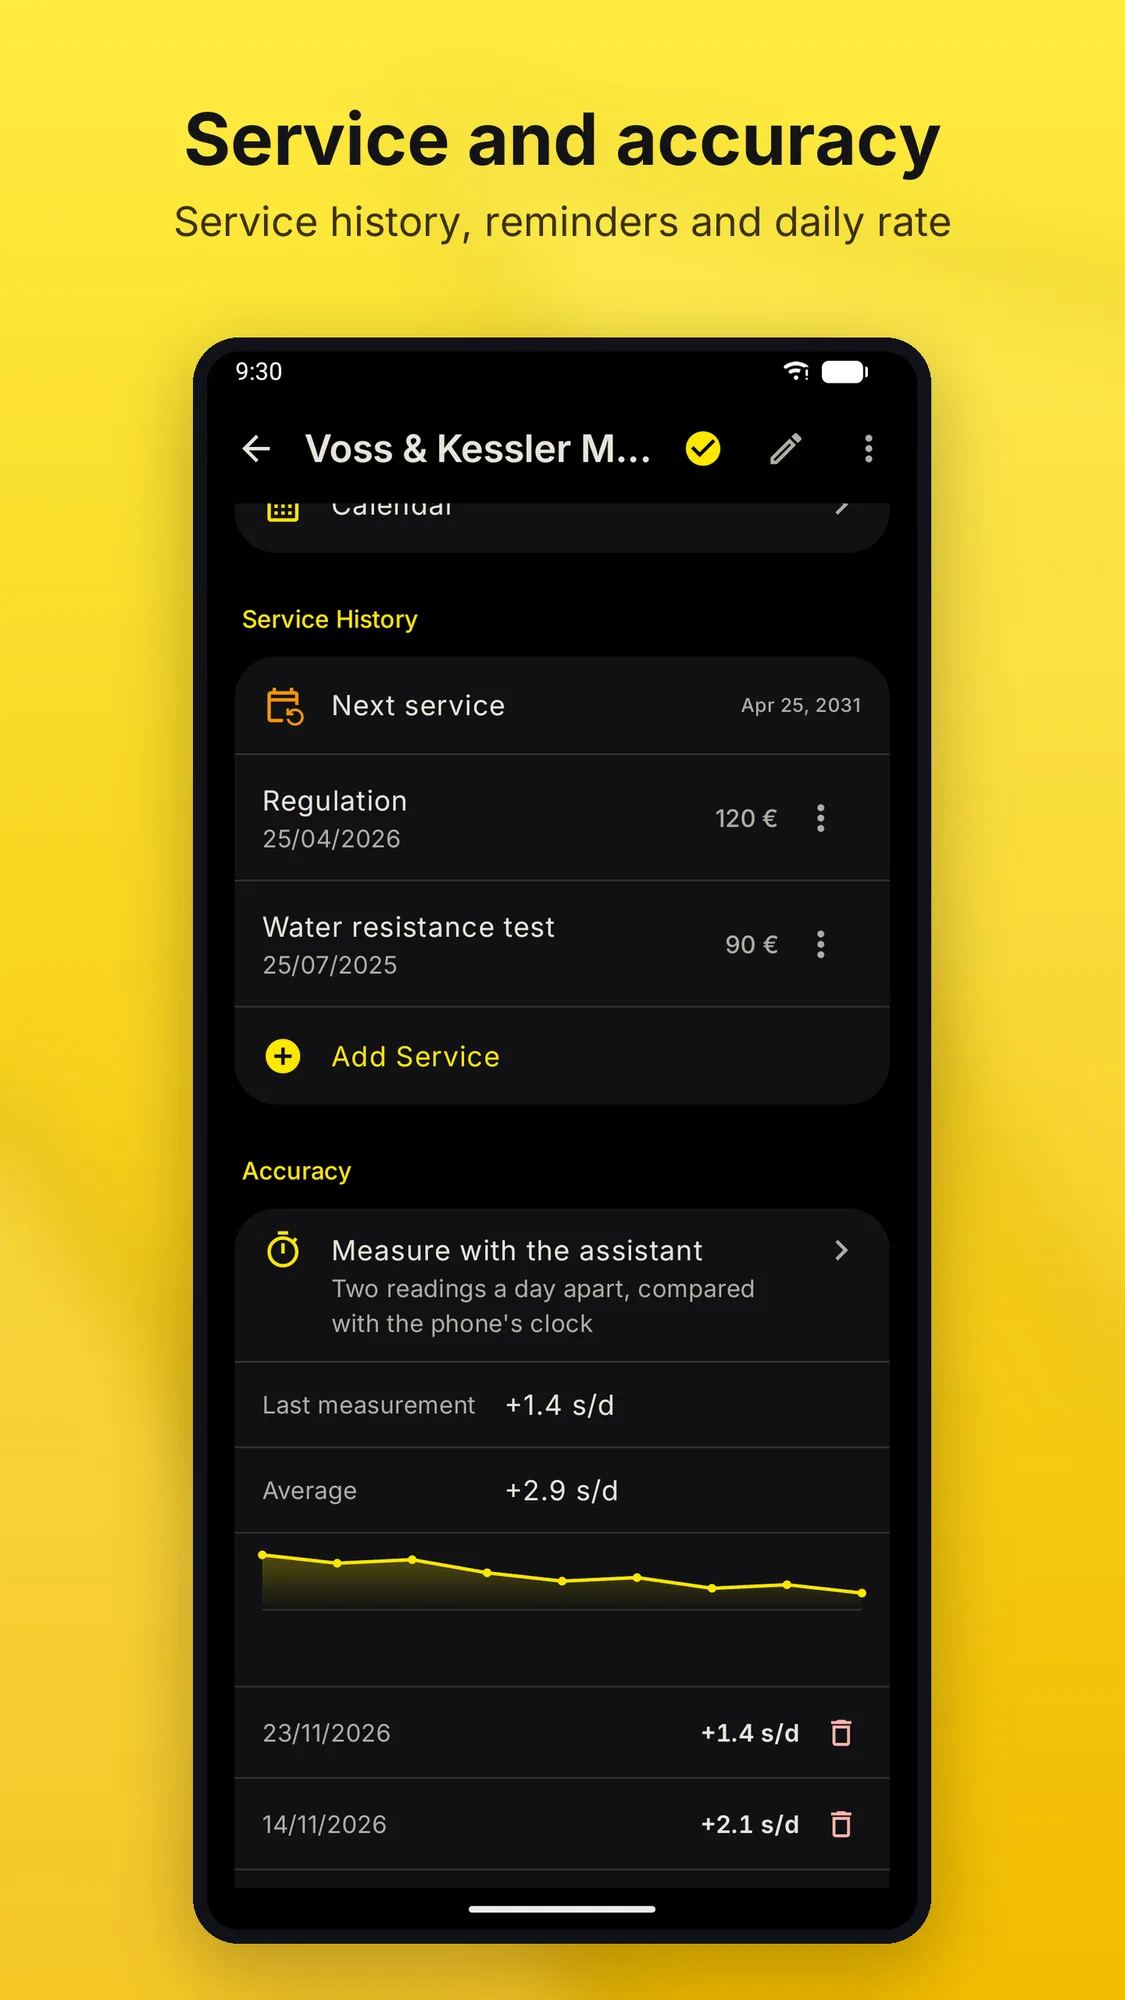 Service and accuracy
Service history, reminders and daily rate
9:30
Voss & Kessler M...
Calendar
Service History
Next service
Apr 25, 2031
Regulation
25/04/2026
120 €
Water resistance test
25/07/2025
90 €
Add Service
Accuracy
Measure with the assistant
Two readings a day apart, compared
with the phone's clock
Last measurement +1.4 s/d
Average +2.9 s/d
23/11/2026 +1.4 s/d
14/11/2026 +2.1 s/d